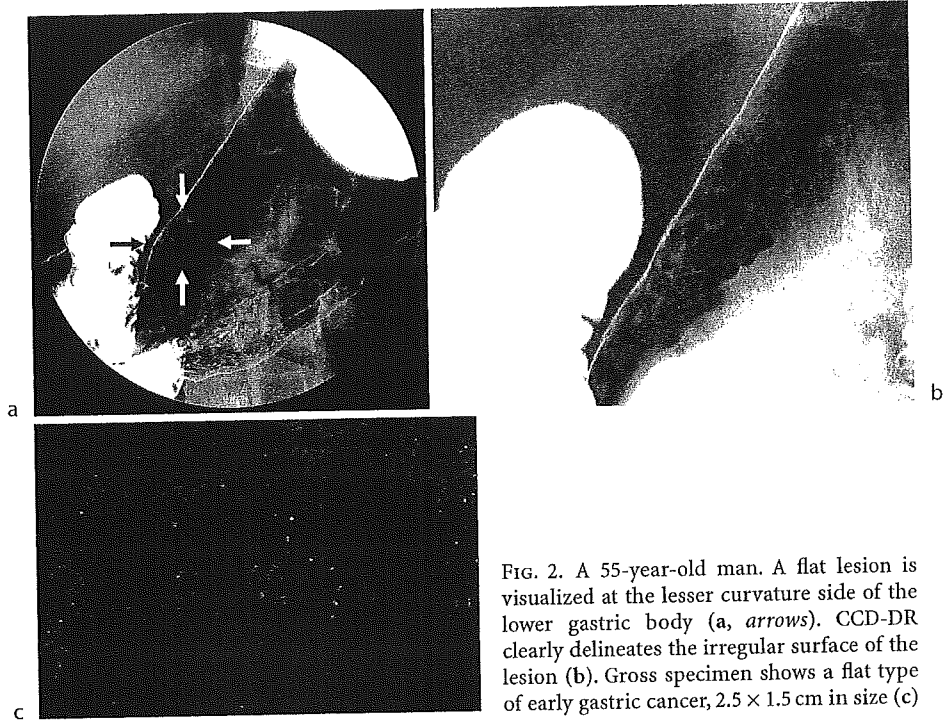 a
b
c
FIG. 2. A 55-year-old man. A flat lesion is
visualized at the lesser curvature side of the
lower gastric body (a, arrows). CCD-DR
clearly delineates the irregular surface of the
lesion (b). Gross specimen shows a flat type
of early gastric cancer, 2.5 × 1.5 cm in size (c)